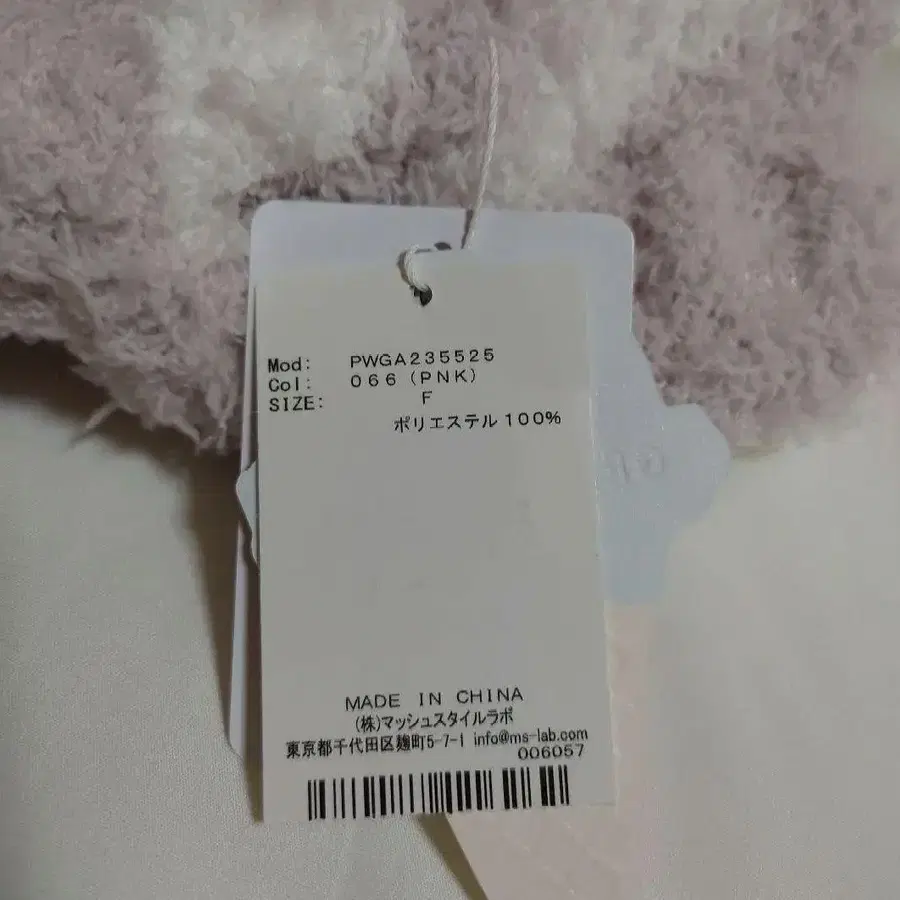 Mod: PWGA235525
Col: 066 (PNK)
SIZE: F
ポリエステル 100%
MADE IN CHINA
(株)マッシュスタイルラボ
東京都千代田区麹町5-7-1 info@ms-lab.com
006057